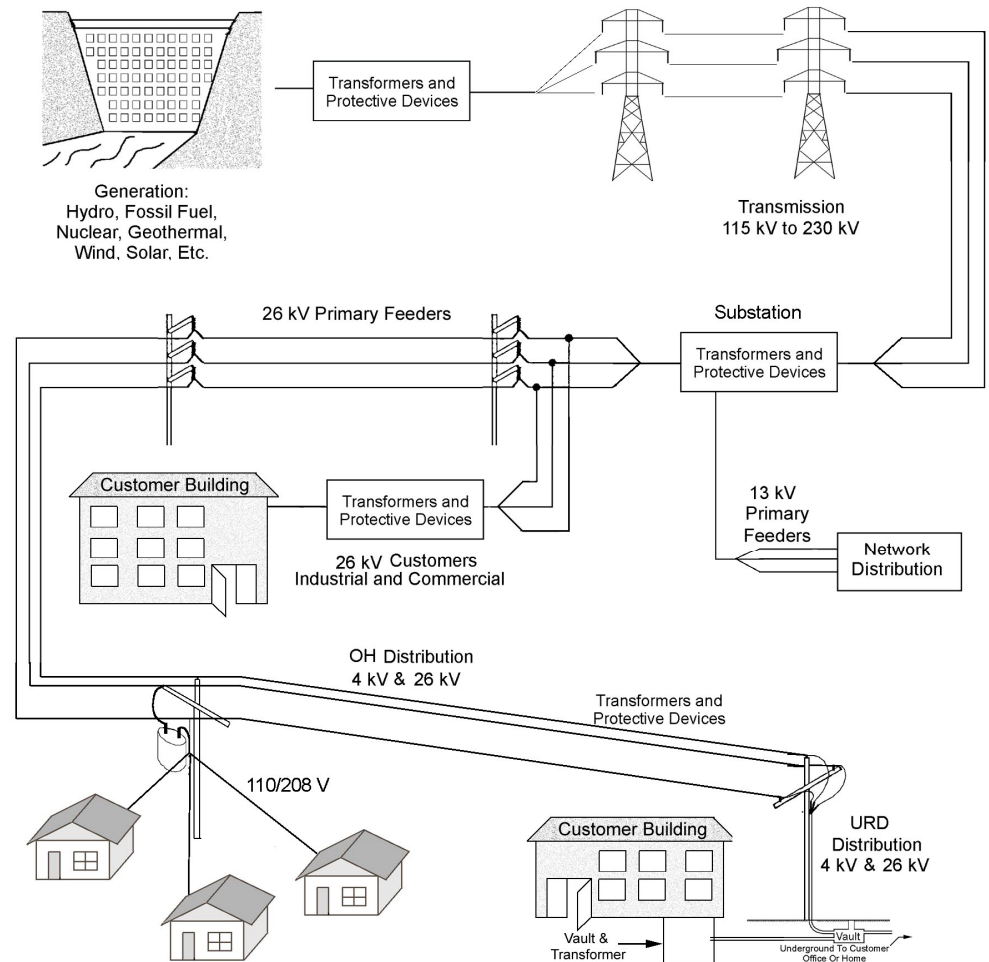 Transformers and
Protective Devices
Generation:
Hydro, Fossil Fuel,
Nuclear, Geothermal,
Wind, Solar, Etc.
Transmission
115 kV to 230 kV
26 kV Primary Feeders
Substation
Transformers and
Protective Devices
Customer Building
Transformers and
Protective Devices
26 kV Customers
Industrial and Commercial
13 kV
Primary
Feeders
Network
Distribution
OH Distribution
4 kV & 26 kV
Transformers and
Protective Devices
110/208 V
Customer Building
URD
Distribution
4 kV & 26 kV
Vault &
Transformer
Vault
Underground To Customer
Office Or Home